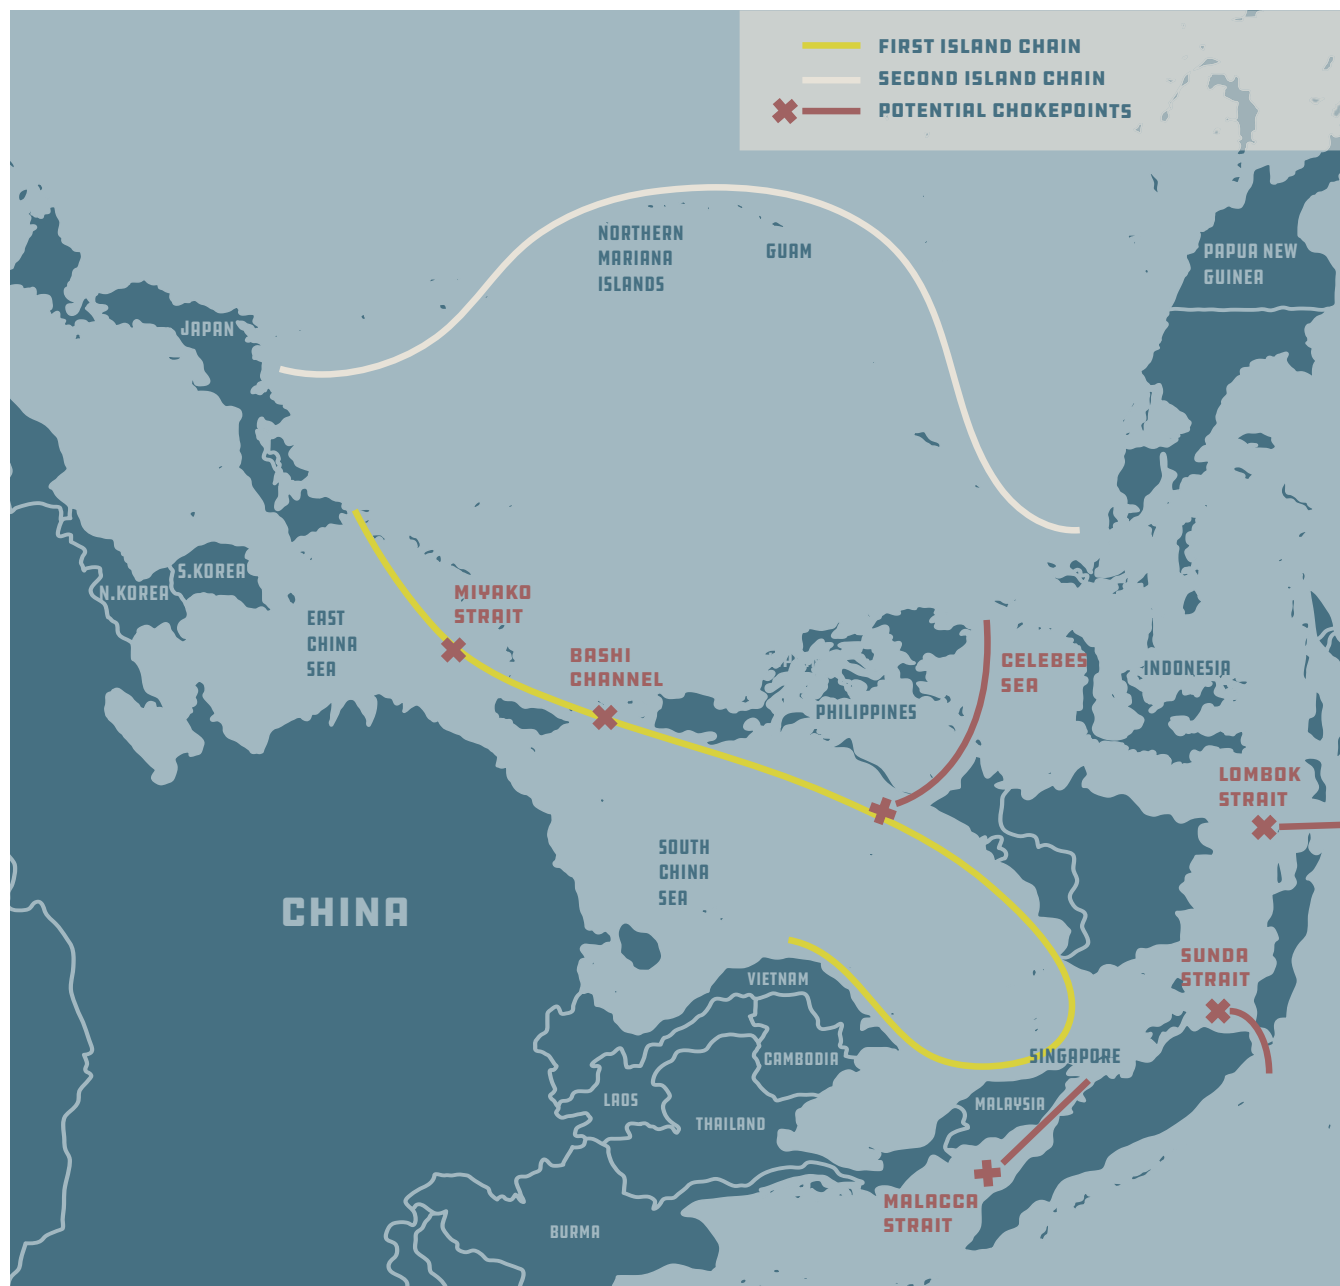 FIRST ISLAND CHAIN
SECOND ISLAND CHAIN
POTENTIAL CHOKEPOINTS
NORTHERN
MARIANA
ISLANDS
GUAM
PAPUA NEW
GUINEA
JAPAN
S.KOREA
N.KOREA
EAST
CHINA
SEA
MIYAKO
STRAIT
BASHI
CHANNEL
PHILIPPINES
CELEBES
SEA
INDONESIA
LOMBOK
STRAIT
SOUTH
CHINA
SEA
CHINA
SUNDA
STRAIT
VIETNAM
CAMBODIA
SINGAPORE
LAOS
THAILAND
MALAYSIA
MALACCA
STRAIT
BURMA